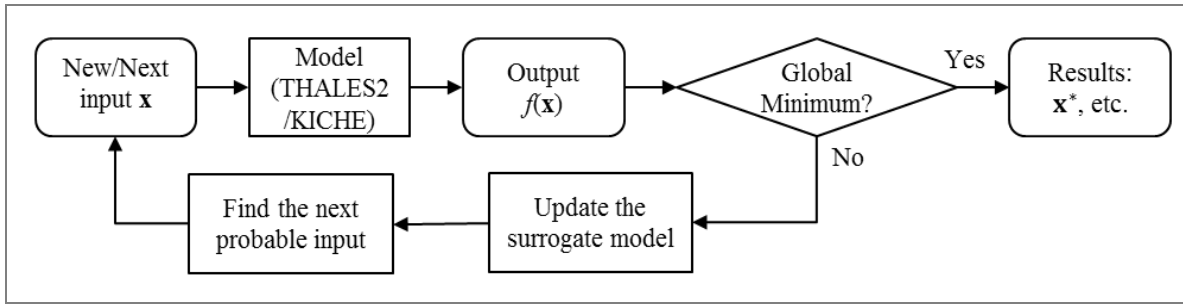 New/Next
input x
Model
(THALES2
/KICHE)
Output
f(x)
Global
Minimum?
Yes
Results:
x*, etc.
No
Update the
surrogate model
Find the next
probable input